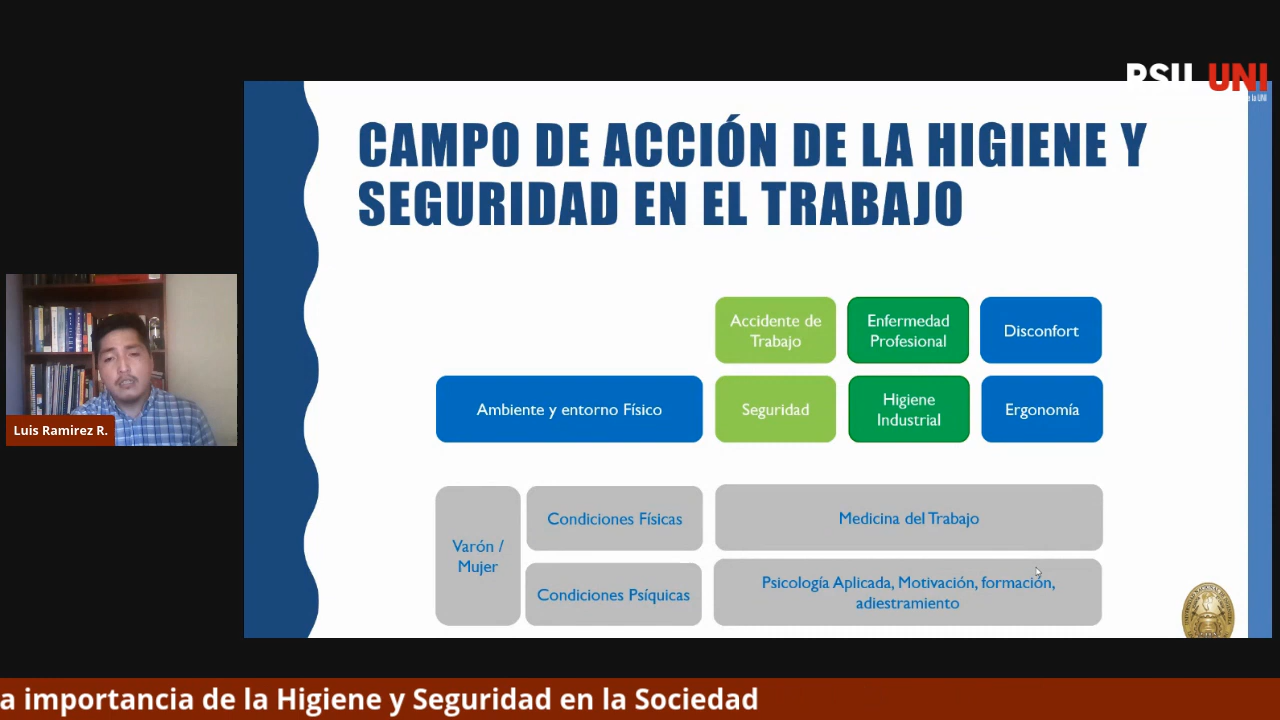 UNI
CAMPO DE ACCIÓN DE LA HIGIENE Y
SEGURIDAD EN EL TRABAJO
Accidente de
Trabajo
Enfermedad
Profesional
Disconfort
Ambiente y entorno Físico
Seguridad
Higiene
Industrial
Ergonomía
Varón /
Mujer
Condiciones Físicas
Medicina del Trabajo
Condiciones Psíquicas
Psicología Aplicada, Motivación, formación,
adiestramiento
Luis Ramirez R.
a importancia de la Higiene y Seguridad en la Sociedad